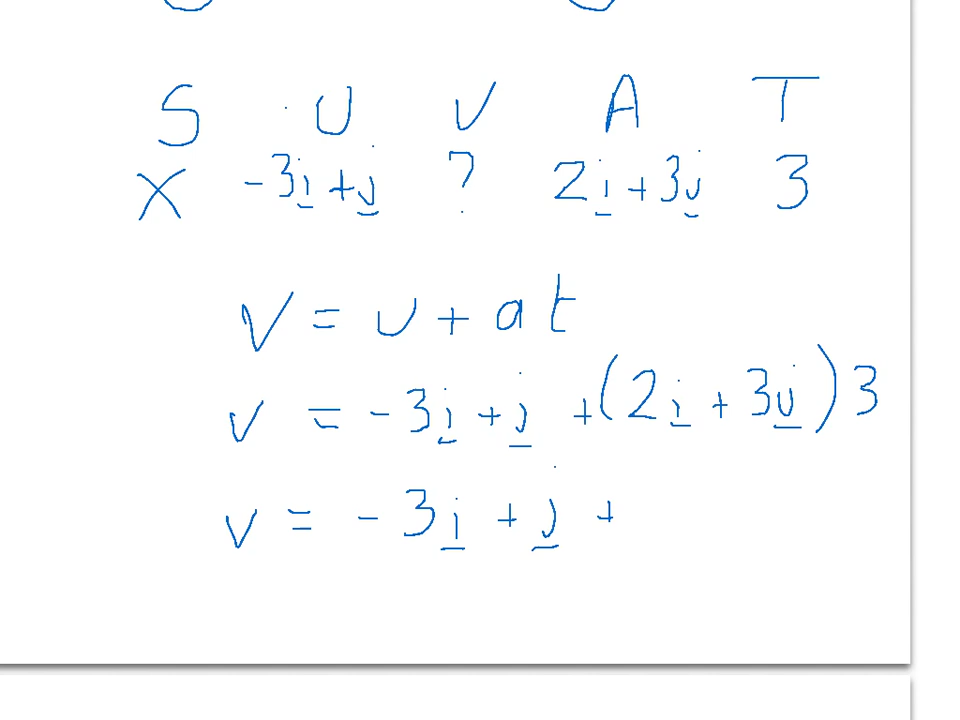 S U V A T
X -3i + j ? 2i + 3j 3
V = u + at
v = -3i + j + (2i + 3j)3
v = -3i + j +